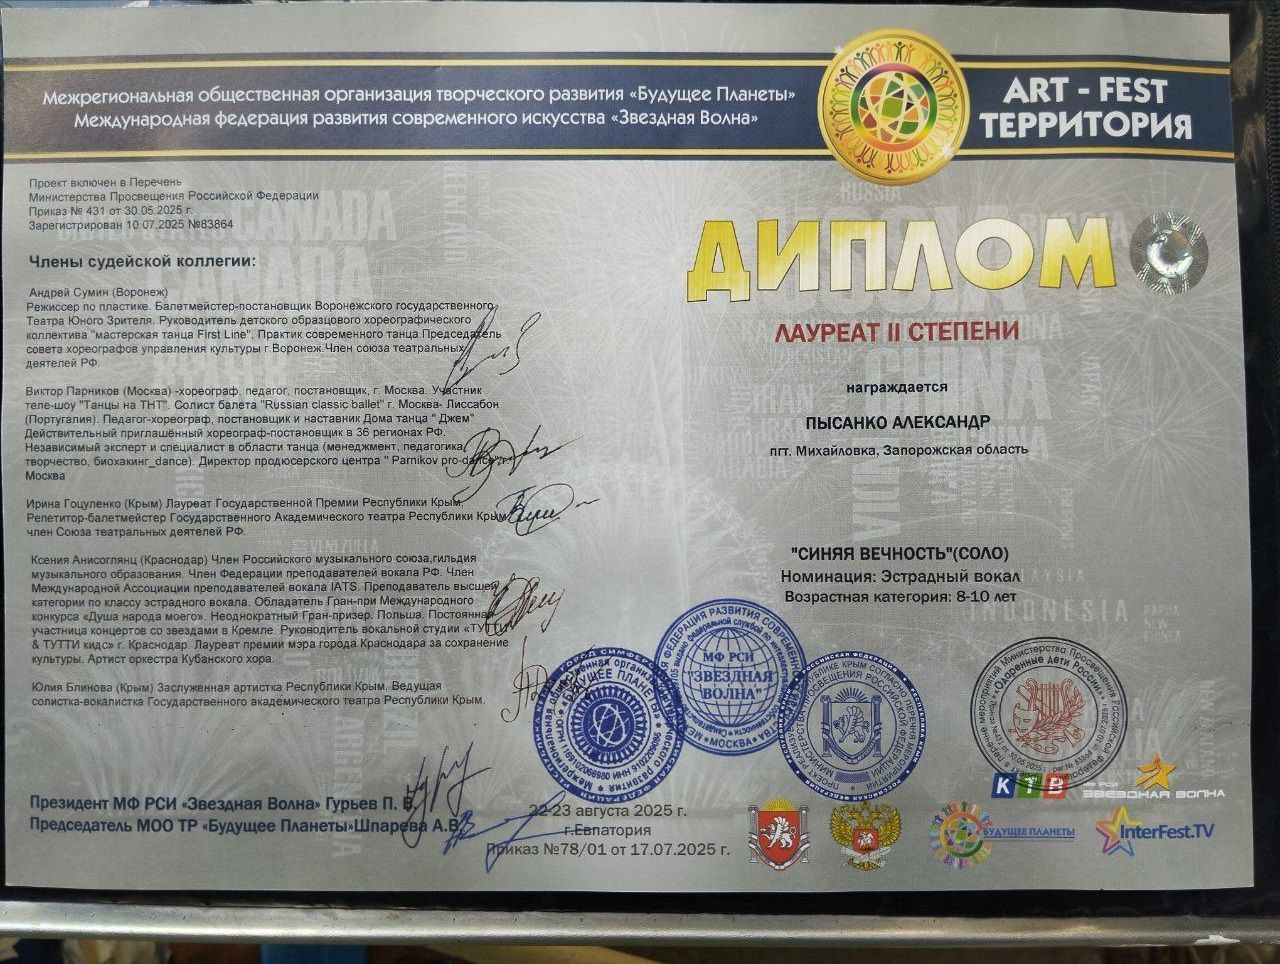 Межрегиональная общественная организация творческого развития «Будущее Планеты»
Международная федерация развития современного искусства «Звездная Волна»
ART - FEST
ТЕРРИТОРИЯ
Проект включен в Перечень
Министерства Просвещения Российской Федерации
Приказ № 431 от 30.05.2025 г.
Зарегистрирован 10.07.2025 №83864
Члены судейской коллегии:
Андрей Сумин (Воронеж)
Режиссер по пластике. Балетмейстер-постановщик Воронежского государственного
Театра Юного Зрителя. Руководитель детского образцового хореографического
коллектива "мастерская танца First Line", Практик современного танца.Председатель
совета хореографов управления культуры г.Воронеж.Член союза театральных
деятелей РФ.
Виктор Парников (Москва) -хореограф, педагог, постановщик, г. Москва. Участник
теле-шоу "Танцы на ТНТ". Солист балета "Russian classic ballet" г. Москва- Лиссабон
(Португалия). Педагог-хореограф, постановщик и наставник Дома танца " Джем"
Действительный приглашённый хореограф-постановщик в 36 регионах РФ.
Независимый эксперт и специалист в области танца (менеджмент, педагогика,
творчество, биохакинг_dance). Директор продюсерского центра " Parnikov pro-dance"
Москва
Ирина Гоцуленко (Крым) Лауреат Государственной Премии Республики Крым,
Репетитор-балетмейстер Государственного Академического театра Республики Крым
член Союза театральных деятелей РФ.
Ксения Анисоглянц (Краснодар) Член Российского музыкального союза,гильдия
музыкального образования. Член Федерации преподавателей вокала РФ. Член
Международной Ассоциации преподавателей вокала IATS. Преподаватель высшей
категории по классу эстрадного вокала. Обладатель Гран-при Международного
конкурса «Душа народа моего». Неоднократный Гран-призер. Польша. Постоянная
участница концертов со звездами в Кремле. Руководитель вокальной студии «ТУТТИ
& ТУТТИ кидс» г. Краснодар. Лауреат премии мэра города Краснодара за сохранение
культуры. Артист оркестра Кубанского хора.
Юлия Блинова (Крым) Заслуженная артистка Республики Крым. Ведущая
солистка-вокалистка Государственного академического театра Республики Крым.
Президент МФ РСИ «Звездная Волна» Гурьев П. В.
Председатель МОО ТР «Будущее Планеты»Шпарева А.В.
ДИПЛОМ
ЛАУРЕАТ II СТЕПЕНИ
награждается
ПЫСАНКО АЛЕКСАНДР
пгт. Михайловка, Запорожская область
"СИНЯЯ ВЕЧНОСТЬ"(СОЛО)
Номинация: Эстрадный вокал
Возрастная категория: 8-10 лет
МФ РСИ
"ЗВЕЗДНАЯ
ВОЛНА"
МОСКВА
«БУДУЩЕЕ ПЛАНЕТЫ»
«Одаренные дети России»
22-23 августа 2025 г.
г.Евпатория
Приказ №78/01 от 17.07.2025 г.
КТВ
МФ РСИ
ЗВЕЗДНАЯ ВОЛНА
БУДУЩЕЕ ПЛАНЕТЫ
InterFest.TV